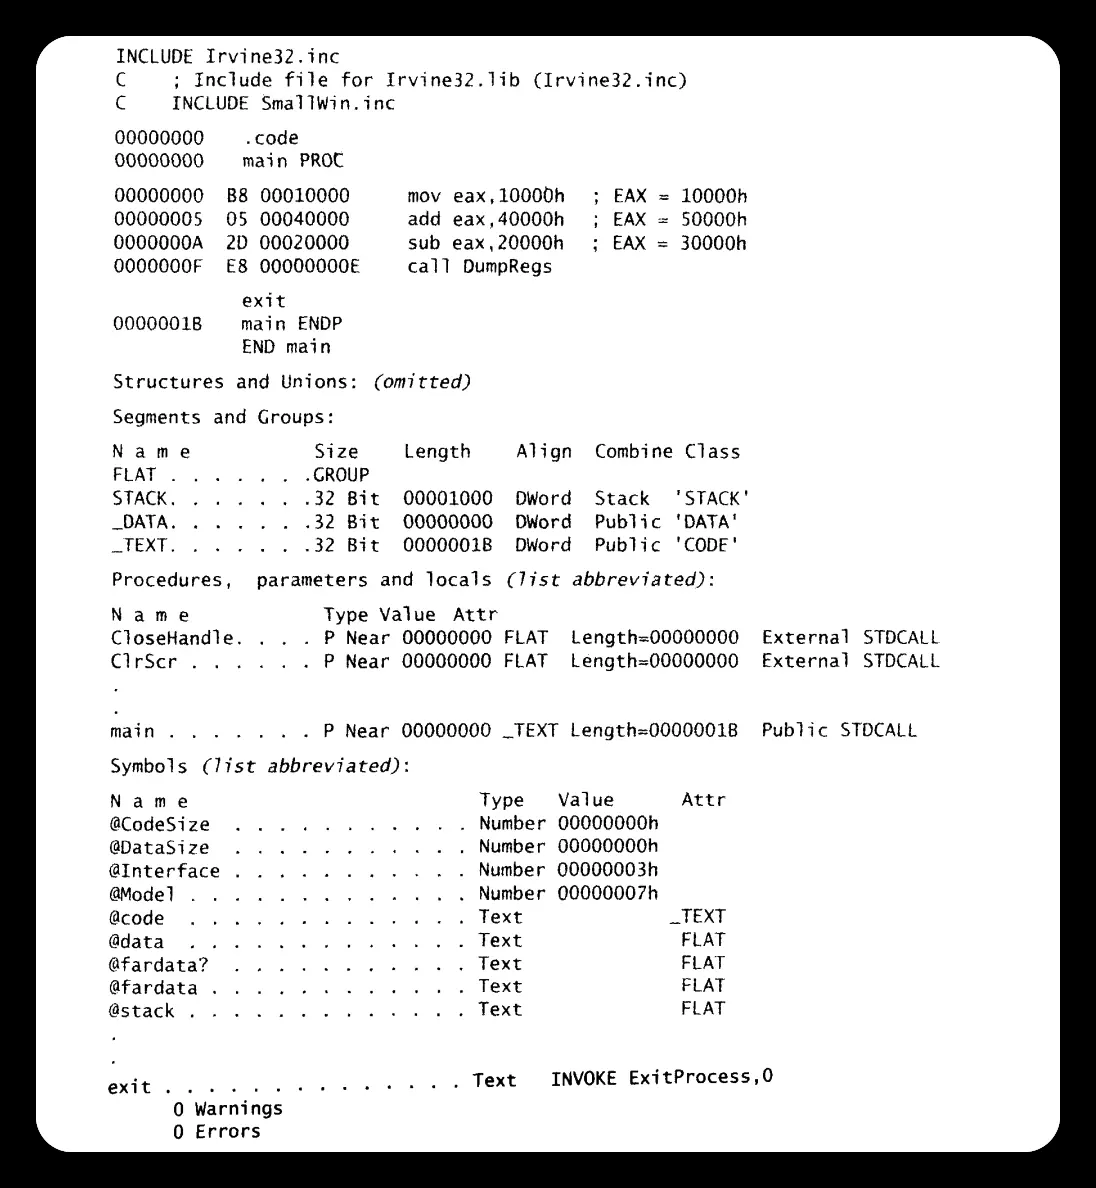 INCLUDE Irvine32.inc
C    ; Include file for Irvine32.lib (Irvine32.inc)
C    INCLUDE SmallWin.inc
00000000    .code
00000000    main PROC
00000000  B8 00010000     mov eax,10000h  ; EAX = 10000h
00000005  05 00040000     add eax,40000h  ; EAX = 50000h
0000000A  2D 00020000     sub eax,20000h  ; EAX = 30000h
0000000F  E8 00000000E    call DumpRegs
exit
0000001B    main ENDP
END main
Structures and Unions: (omitted)
Segments and Groups:
N a m e           Size    Length    Align  Combine Class
FLAT . . . . . . .GROUP
STACK. . . . . . .32 Bit  00001000  DWord  Stack  'STACK'
_DATA. . . . . . .32 Bit  00000000  DWord  Public 'DATA'
_TEXT. . . . . . .32 Bit  0000001B  DWord  Public 'CODE'
Procedures,  parameters and locals (list abbreviated):
N a m e            Type Value  Attr
CloseHandle. . . . P Near 00000000 FLAT  Length=00000000  External STDCALL
ClrScr . . . . . . P Near 00000000 FLAT  Length=00000000  External STDCALL
.
.
main . . . . . . . P Near 00000000 _TEXT Length=0000001B  Public STDCALL
Symbols (list abbreviated):
N a m e                          Type   Value      Attr
@CodeSize  . . . . . . . . . . . Number 00000000h
@DataSize  . . . . . . . . . . . Number 00000000h
@Interface . . . . . . . . . . . Number 00000003h
@Model . . . . . . . . . . . . . Number 00000007h
@code  . . . . . . . . . . . . . Text             _TEXT
@data  . . . . . . . . . . . . . Text              FLAT
@fardata?  . . . . . . . . . . . Text              FLAT
@fardata . . . . . . . . . . . . Text              FLAT
@stack . . . . . . . . . . . . . Text              FLAT
.
.
exit . . . . . . . . . . . . . . Text   INVOKE ExitProcess,0
0 Warnings
0 Errors